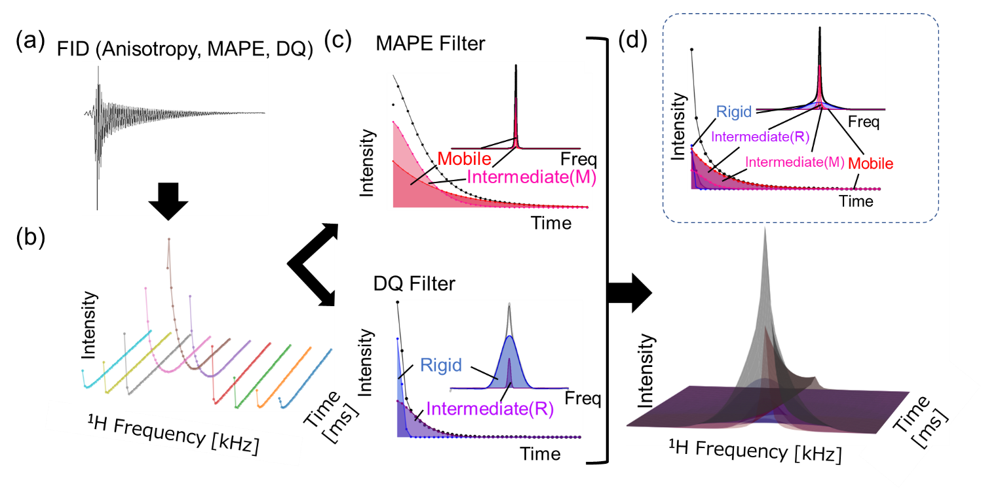 (a)
FID (Anisotropy, MAPE, DQ)
(b)
Intensity
¹H Frequency [kHz]
Time
[ms]
(c)
MAPE Filter
Intensity
Mobile
Intermediate(M)
Freq
Time
DQ Filter
Intensity
Rigid
Intermediate(R)
Freq
Time
(d)
Intensity
Rigid
Intermediate(R)
Intermediate(M)
Mobile
Freq
Time
Intensity
¹H Frequency [kHz]
Time
[ms]